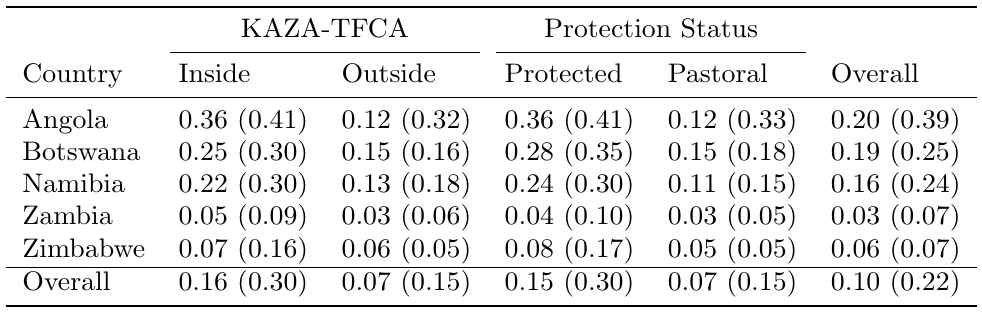 KAZA-TFCA Protection Status
Country Inside Outside Protected Pastoral Overall
Angola 0.36 (0.41) 0.12 (0.32) 0.36 (0.41) 0.12 (0.33) 0.20 (0.39)
Botswana 0.25 (0.30) 0.15 (0.16) 0.28 (0.35) 0.15 (0.18) 0.19 (0.25)
Namibia 0.22 (0.30) 0.13 (0.18) 0.24 (0.30) 0.11 (0.15) 0.16 (0.24)
Zambia 0.05 (0.09) 0.03 (0.06) 0.04 (0.10) 0.03 (0.05) 0.03 (0.07)
Zimbabwe 0.07 (0.16) 0.06 (0.05) 0.08 (0.17) 0.05 (0.05) 0.06 (0.07)
Overall 0.16 (0.30) 0.07 (0.15) 0.15 (0.30) 0.07 (0.15) 0.10 (0.22)